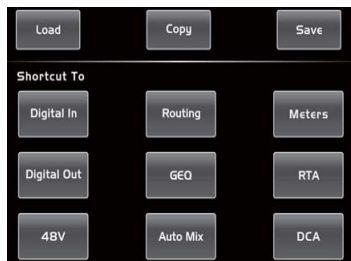 Load Copy Save
Shortcut To
Digital In Routing Meters
Digital Out GEQ RTA
48V Auto Mix DCA